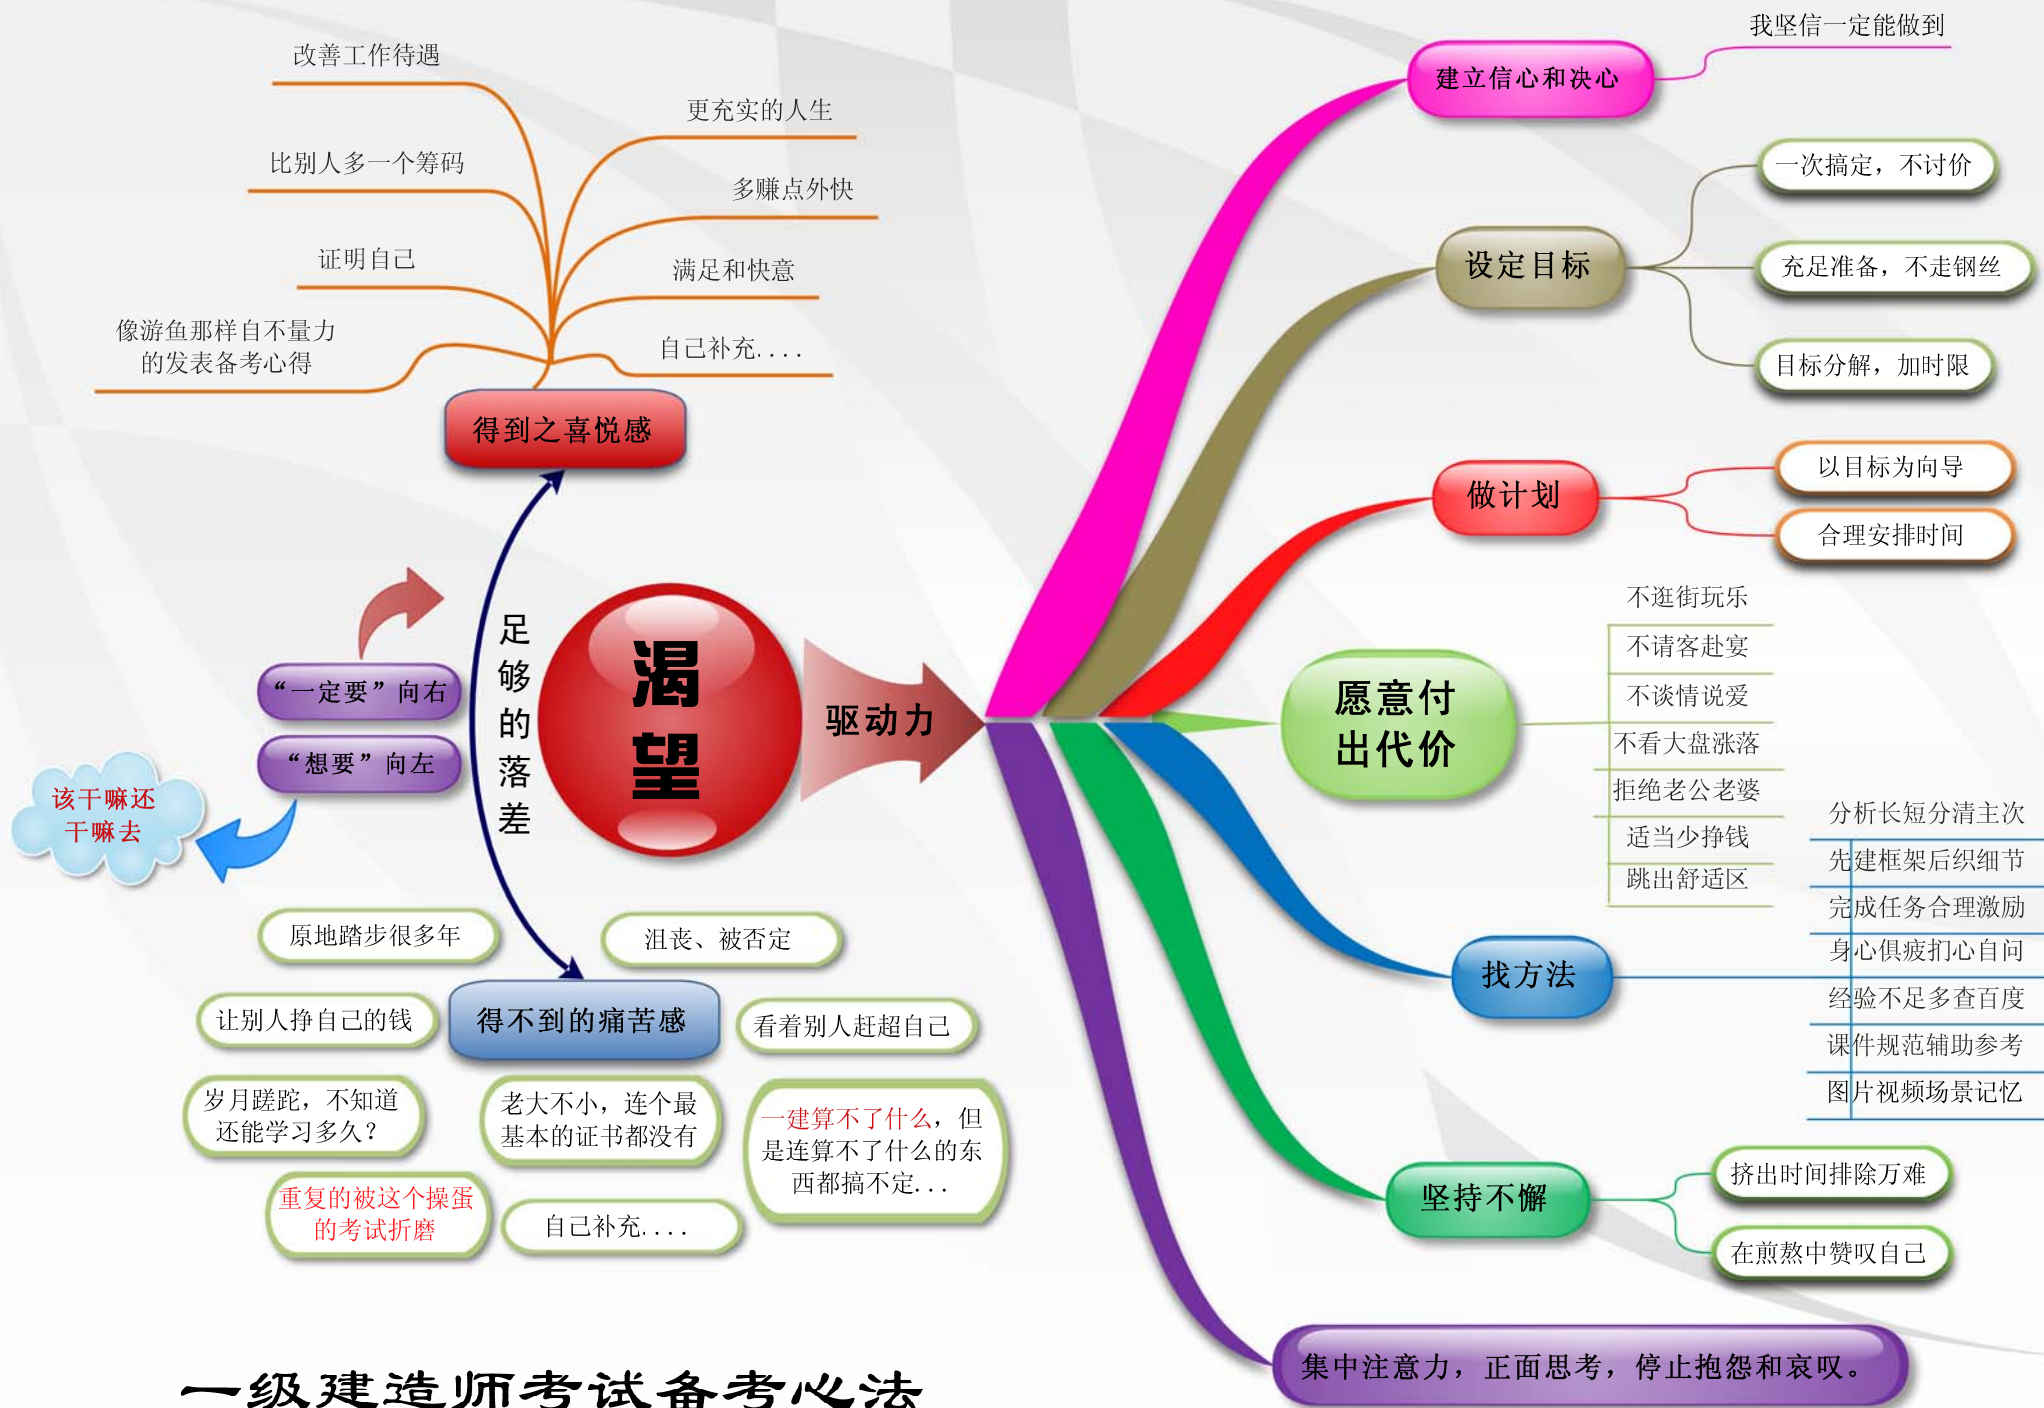 改善工作待遇
比别人多一个筹码
证明自己
像游鱼那样自不量力
的发表备考心得
更充实的人生
多赚点外快
满足和快意
自己补充....
得到之喜悦感
足
够
的
落
差
“一定要”向右
“想要”向左
该干嘛还
干嘛去
渴
望
驱动力
原地踏步很多年
沮丧、被否定
让别人挣自己的钱
得不到的痛苦感
看着别人赶超自己
岁月蹉跎，不知道
还能学习多久？
老大不小，连个最
基本的证书都没有
一建算不了什么，但
是连算不了什么的东
西都搞不定...
重复的被这个操蛋
的考试折磨
自己补充....
一级建造师考试备考心法
建立信心和决心
我坚信一定能做到
设定目标
一次搞定，不讨价
充足准备，不走钢丝
目标分解，加时限
做计划
以目标为向导
合理安排时间
愿意付
出代价
不逛街玩乐
不请客赴宴
不谈情说爱
不看大盘涨落
拒绝老公老婆
适当少挣钱
跳出舒适区
找方法
分析长短分清主次
先建框架后织细节
完成任务合理激励
身心俱疲扪心自问
经验不足多查百度
课件规范辅助参考
图片视频场景记忆
坚持不懈
挤出时间排除万难
在煎熬中赞叹自己
集中注意力，正面思考，停止抱怨和哀叹。